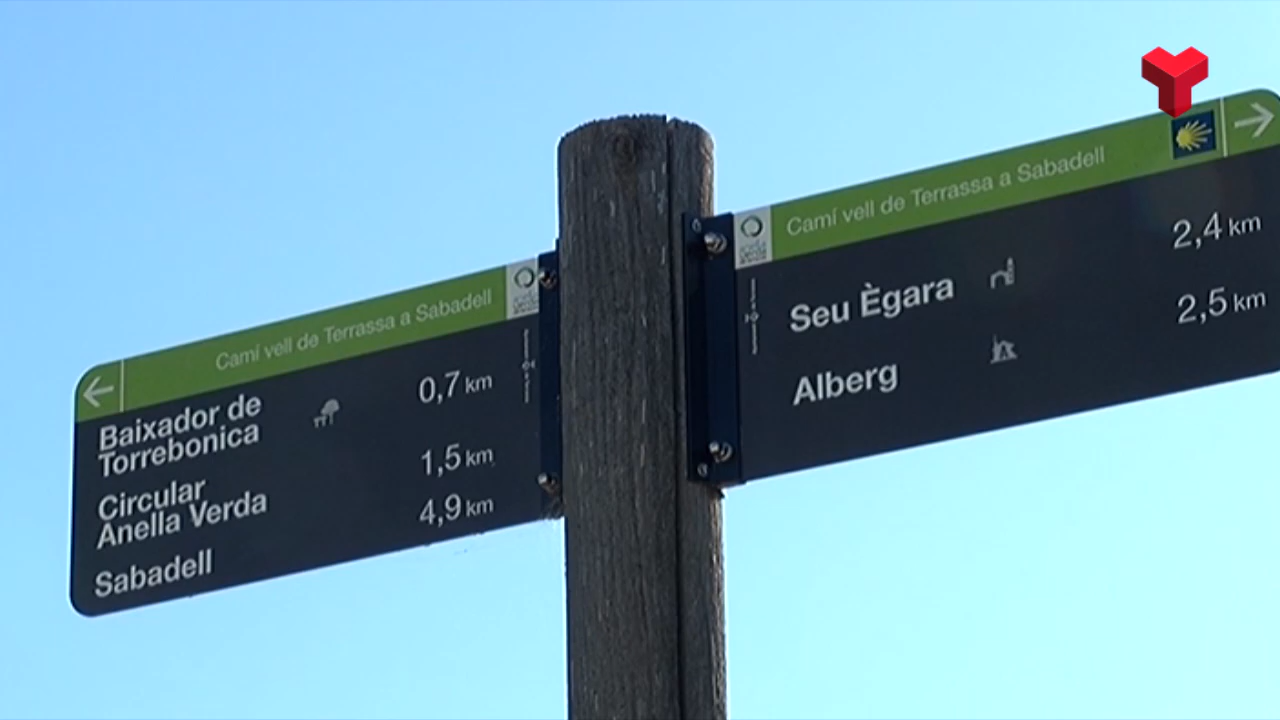 Camí vell de Terrassa a Sabadell
Baixador de
Torrebonica
0,7 km
Circular
Anella Verda
1,5 km
Sabadell
4,9 km
Camí vell de Terrassa a Sabadell
Seu Ègara 2,4 km
Alberg 2,5 km